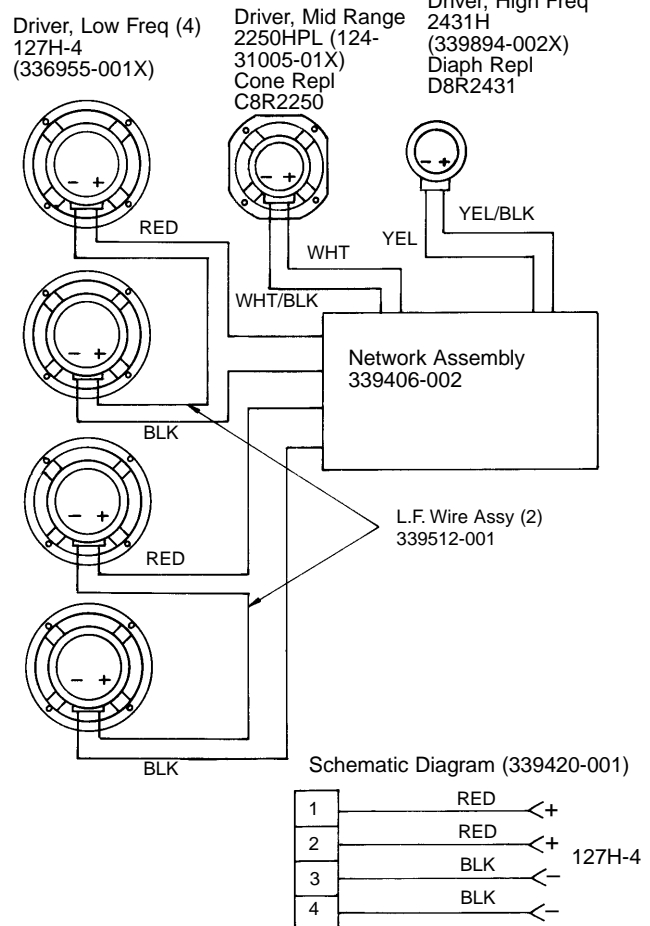 Driver, Low Freq (4)
127H-4
(336955-001X)
Driver, Mid Range
2250HPL (124-
31005-01X)
Cone Repl
C8R2250
Driver, High Freq
2431H
(339894-002X)
Diaph Repl
D8R2431
- +
- +
- +
RED
WHT
YEL
YEL/BLK
WHT/BLK
- +
BLK
Network Assembly
339406-002
- +
RED
L.F. Wire Assy (2)
339512-001
- +
BLK
Schematic Diagram (339420-001)
1 RED +
2 RED +
127H-4
3 BLK -
4 BLK -